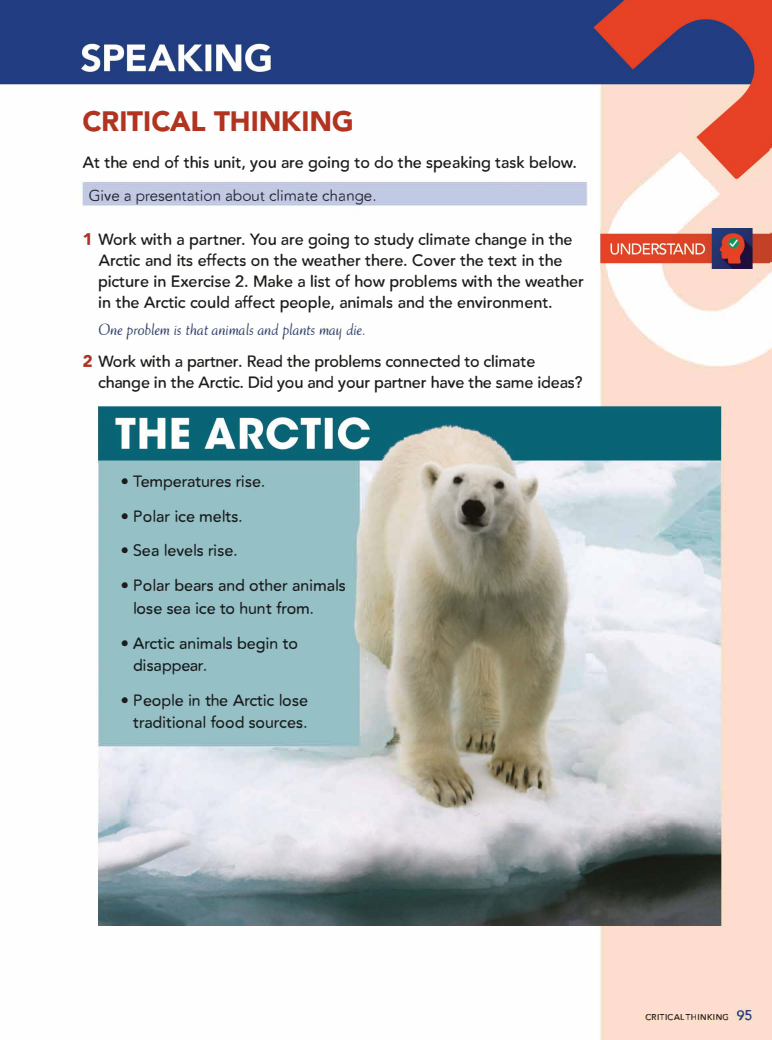 SPEAKING
CRITICAL THINKING
At the end of this unit, you are going to do the speaking task below.
Give a presentation about climate change.
1 Work with a partner. You are going to study climate change in the
Arctic and its effects on the weather there. Cover the text in the
picture in Exercise 2. Make a list of how problems with the weather
in the Arctic could affect people, animals and the environment.
UNDERSTAND
One problem is that animals and plants may die.
2 Work with a partner. Read the problems connected to climate
change in the Arctic. Did you and your partner have the same ideas?
THE ARCTIC
• Temperatures rise.
• Polar ice melts.
• Sea levels rise.
• Polar bears and other animals
lose sea ice to hunt from.
• Arctic animals begin to
disappear.
• People in the Arctic lose
traditional food sources.
CRITICAL THINKING 95